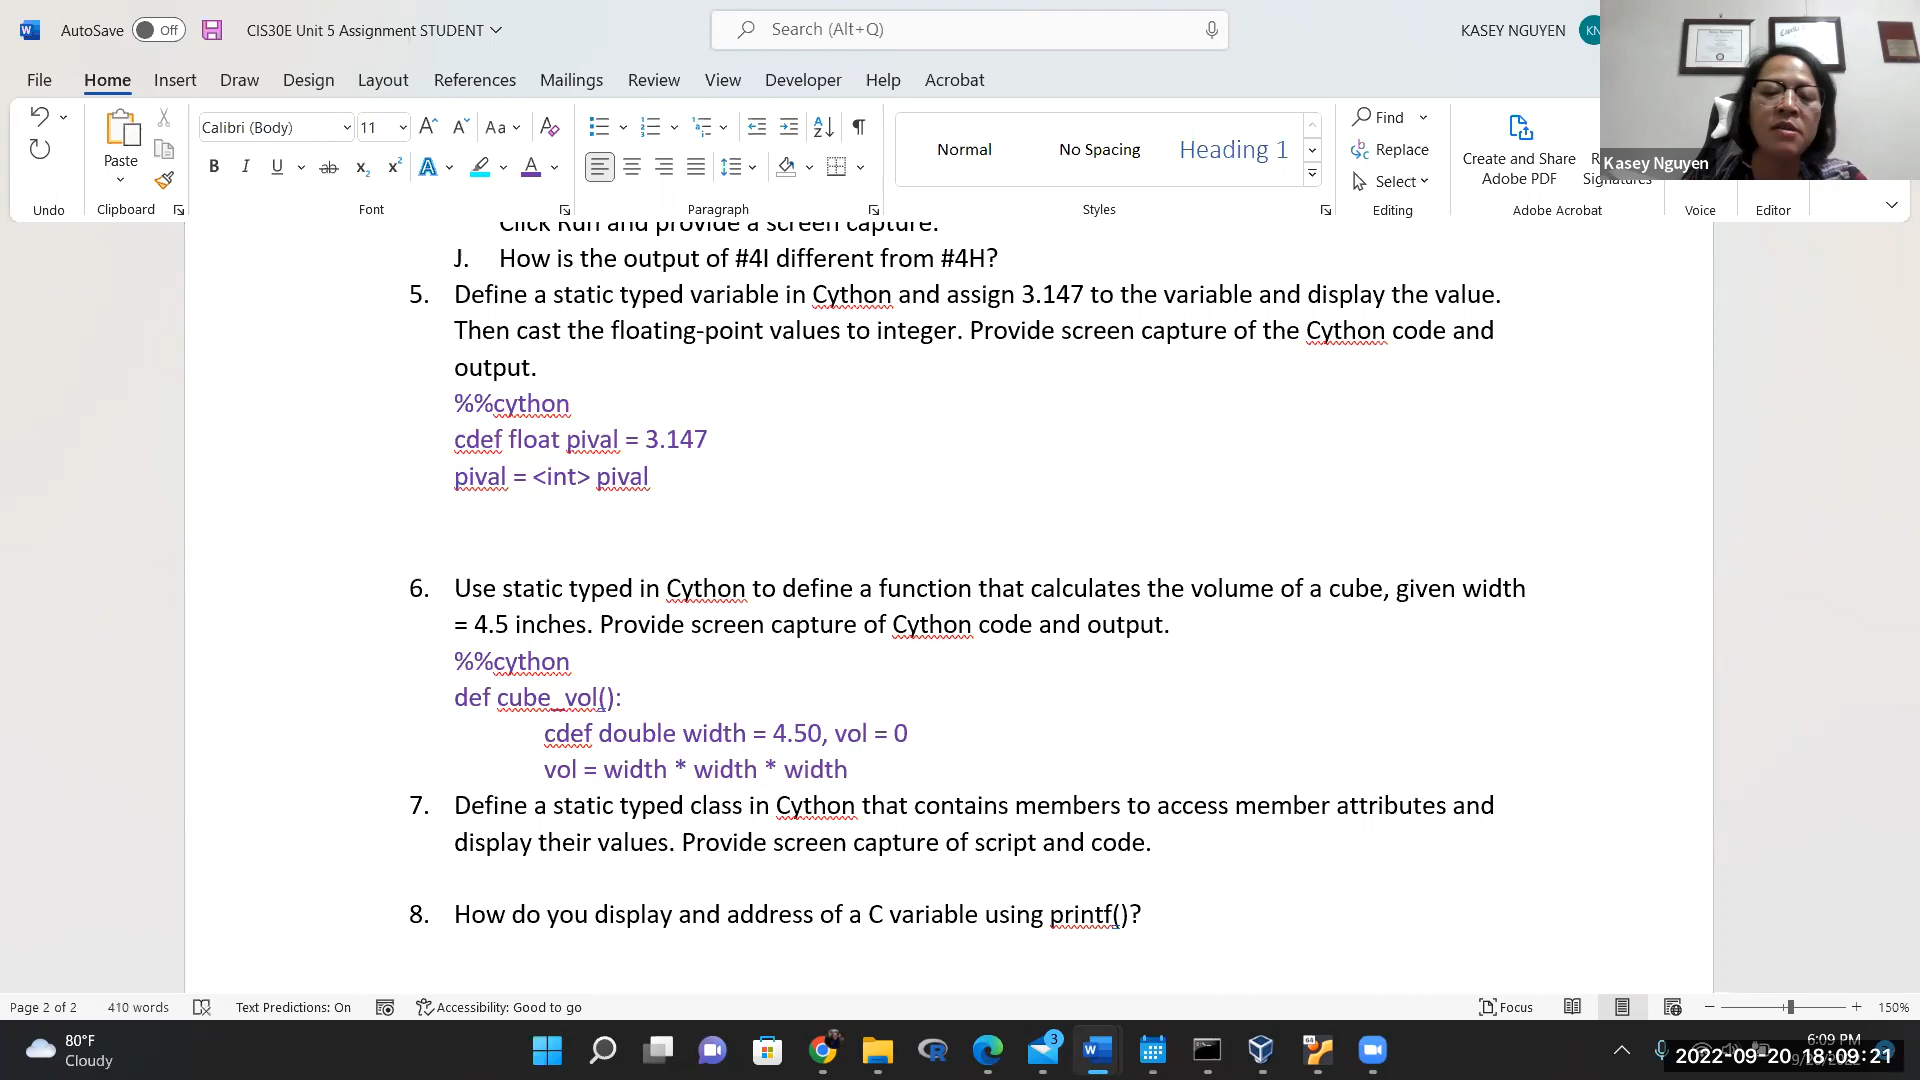 AutoSave Off CIS30E Unit 5 Assignment STUDENT Search (Alt+Q) KASEY NGUYEN
File Home Insert Draw Design Layout References Mailings Review View Developer Help Acrobat
Calibri (Body) 11 Aa
Paste
Normal No Spacing Heading 1
Find
Replace
Select
Create and Share
Adobe PDF
Kasey Nguyen
Undo Clipboard Font Paragraph Styles Editing Adobe Acrobat Voice Editor
Click Run and provide a screen capture.
J. How is the output of #4I different from #4H?
5. Define a static typed variable in Cython and assign 3.147 to the variable and display the value.
Then cast the floating-point values to integer. Provide screen capture of the Cython code and
output.
%%cython
cdef float pival = 3.147
pival = <int> pival
6. Use static typed in Cython to define a function that calculates the volume of a cube, given width
= 4.5 inches. Provide screen capture of Cython code and output.
%%cython
def cube_vol():
cdef double width = 4.50, vol = 0
vol = width * width * width
7. Define a static typed class in Cython that contains members to access member attributes and
display their values. Provide screen capture of script and code.
8. How do you display and address of a C variable using printf()?
Page 2 of 2 410 words Text Predictions: On Accessibility: Good to go Focus 150%
80°F
Cloudy
3
64
6:09 PM
2022-09-20 18:09:21